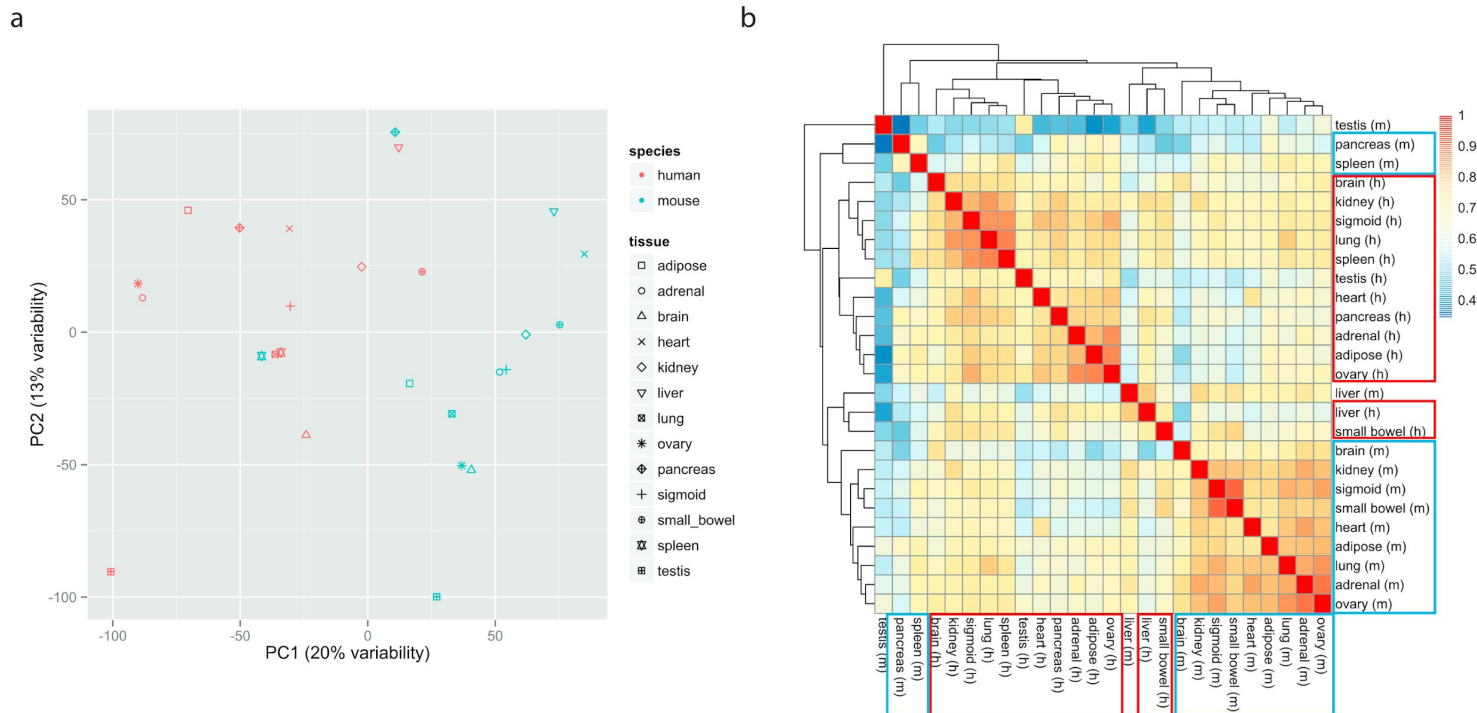 a
PC2 (13% variability)
50
0
-50
-100
-100
-50
0
50
PC1 (20% variability)
species
human
mouse
tissue
adipose
adrenal
brain
heart
kidney
liver
lung
ovary
pancreas
sigmoid
small_bowel
spleen
testis
b
testis (m)
pancreas (m)
spleen (m)
brain (h)
kidney (h)
sigmoid (h)
lung (h)
spleen (h)
testis (h)
heart (h)
pancreas (h)
adrenal (h)
adipose (h)
ovary (h)
liver (m)
liver (h)
small bowel (h)
brain (m)
kidney (m)
sigmoid (m)
small bowel (m)
heart (m)
adipose (m)
lung (m)
adrenal (m)
ovary (m)
1
0.9
0.8
0.7
0.6
0.5
0.4
testis (m)
pancreas (m)
spleen (m)
brain (h)
kidney (h)
sigmoid (h)
lung (h)
spleen (h)
testis (h)
heart (h)
pancreas (h)
adrenal (h)
adipose (h)
ovary (h)
liver (m)
liver (h)
small bowel (h)
brain (m)
kidney (m)
sigmoid (m)
small bowel (m)
heart (m)
adipose (m)
lung (m)
adrenal (m)
ovary (m)